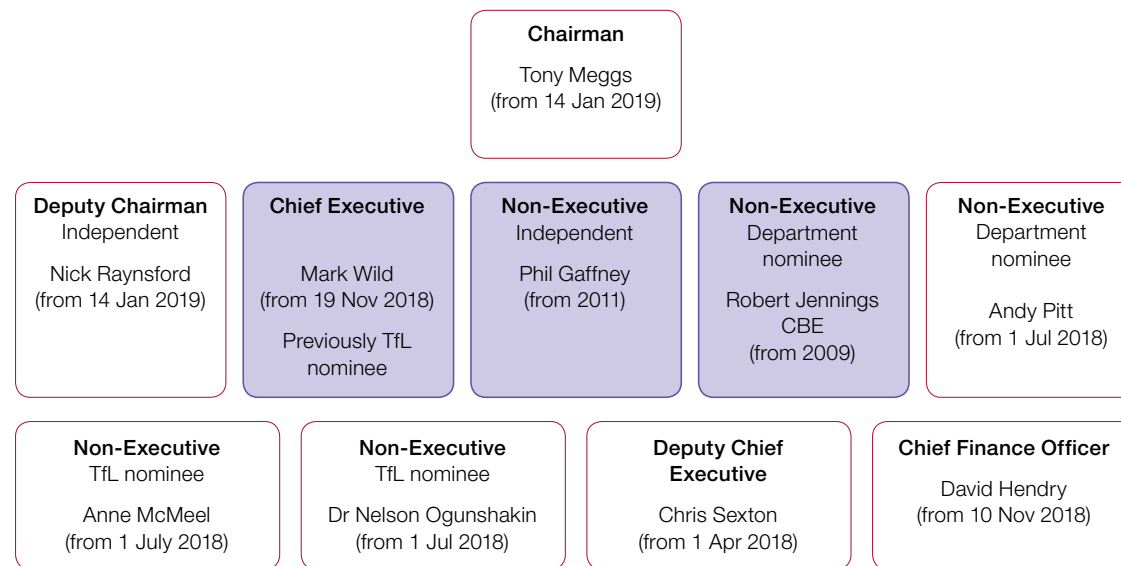 Chairman
Tony Meggs
(from 14 Jan 2019)
Deputy Chairman
Independent
Nick Raynsford
(from 14 Jan 2019)
Chief Executive
Mark Wild
(from 19 Nov 2018)
Previously TfL
nominee
Non-Executive
Independent
Phil Gaffney
(from 2011)
Non-Executive
Department
nominee
Robert Jennings
CBE
(from 2009)
Non-Executive
Department
nominee
Andy Pitt
(from 1 Jul 2018)
Non-Executive
TfL nominee
Anne McMeel
(from 1 July 2018)
Non-Executive
TfL nominee
Dr Nelson Ogunshakin
(from 1 Jul 2018)
Deputy Chief
Executive
Chris Sexton
(from 1 Apr 2018)
Chief Finance Officer
David Hendry
(from 10 Nov 2018)